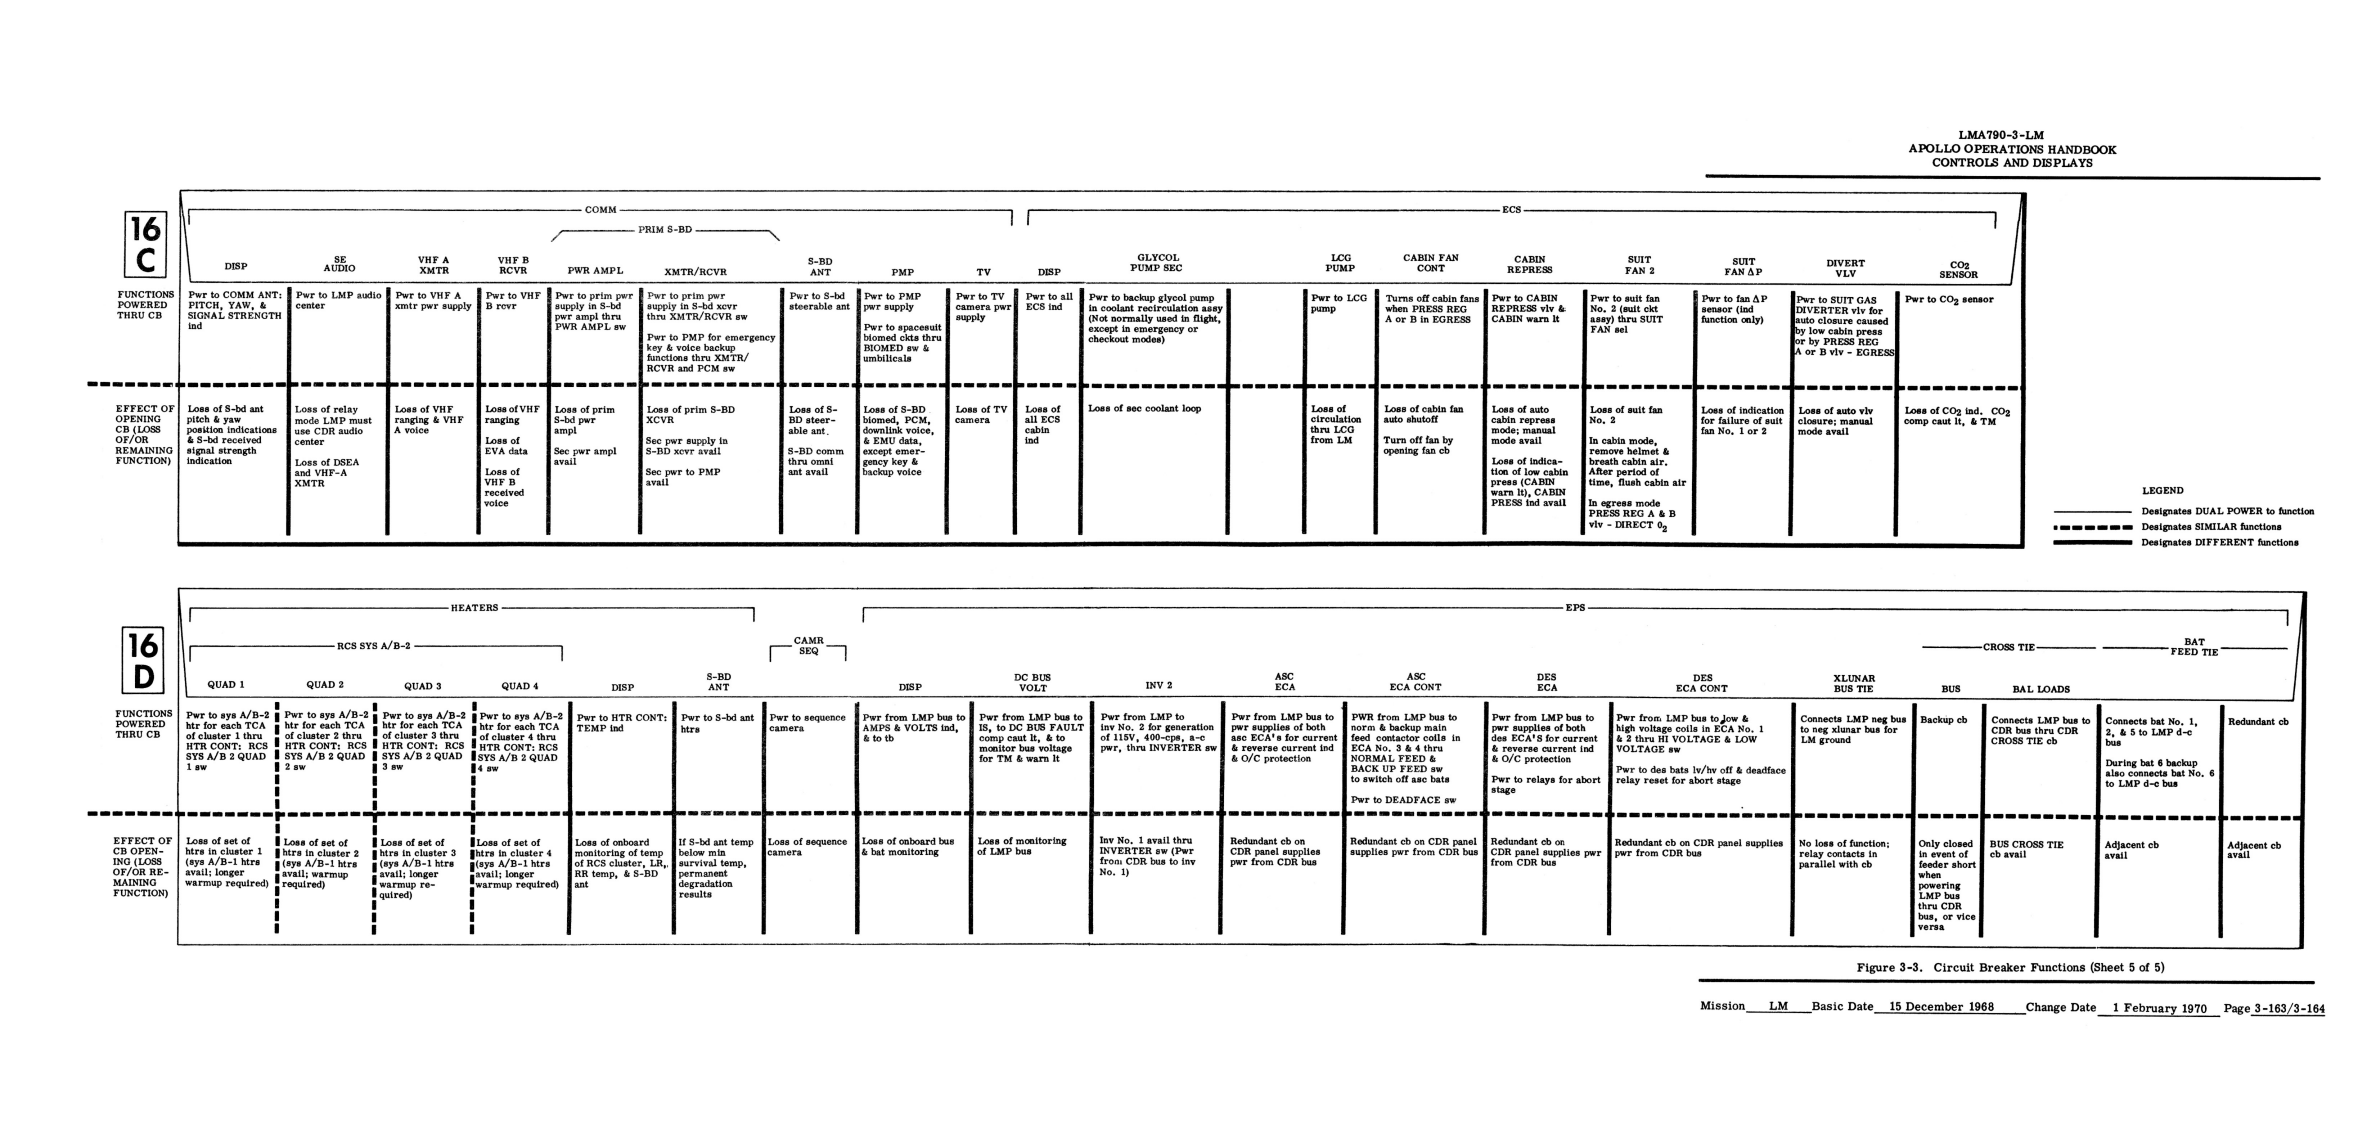 LMA790-3-LM
APOLLO OPERATIONS HANDBOOK
CONTROLS AND DISPLAYS
16
C
COMM
ECS
PRIM S-BD
DISP
SE
AUDIO
VHF A
XMTR
VHF B
RCVR
PWR AMPL
XMTR/RCVR
S-BD
ANT
PMP
TV
DISP
GLYCOL
PUMP SEC
LCG
PUMP
CABIN FAN
CONT
CABIN
REPRESS
SUIT
FAN 2
SUIT
FAN ΔP
DIVERT
VLV
CO2
SENSOR
FUNCTIONS
POWERED
THRU CB
Pwr to COMM ANT:
PITCH, YAW, &
SIGNAL STRENGTH
ind
Pwr to LMP audio
center
Pwr to VHF A
xmtr pwr supply
Pwr to VHF
B rcvr
Pwr to prim pwr
supply in S-bd
pwr ampl thru
PWR AMPL sw
Pwr to prim pwr
supply in S-bd xcvr
thru XMTR/RCVR sw
Pwr to PMP for emergency
key & voice backup
functions thru XMTR/
RCVR and PCM sw
Pwr to S-bd
steerable ant
Pwr to PMP
pwr supply
Pwr to spacesuit
biomed ckts thru
BIOMED sw &
umbilicals
Pwr to TV
camera pwr
supply
Pwr to all
ECS ind
Pwr to backup glycol pump
in coolant recirculation assy
(Not normally used in flight,
except in emergency or
checkout modes)
Pwr to LCG
pump
Turns off cabin fans
when PRESS REG
A or B in EGRESS
Pwr to CABIN
REPRESS vlv &
CABIN warn lt
Pwr to suit fan
No. 2 (suit ckt
assy) thru SUIT
FAN sel
Pwr to fan ΔP
sensor (ind
function only)
Pwr to SUIT GAS
DIVERTER vlv for
auto closure caused
by low cabin press
or by PRESS REG
A or B vlv - EGRESS
Pwr to CO2 sensor
EFFECT OF
OPENING
CB (LOSS
OF/OR
REMAINING
FUNCTION)
Loss of S-bd ant
pitch & yaw
position indications
& S-bd received
signal strength
indication
Loss of relay
mode LMP must
use CDR audio
center
Loss of DSEA
and VHF-A
XMTR
Loss of VHF
ranging & VHF
A voice
Loss of VHF
ranging
Loss of
EVA data
Loss of
VHF B
received
voice
Loss of prim
S-bd pwr
ampl
Sec pwr ampl
avail
Loss of prim S-BD
XCVR
Sec pwr supply in
S-BD xcvr avail
Sec pwr to PMP
avail
Loss of S-
BD steer-
able ant.
S-BD comm
thru omni
ant avail
Loss of S-BD
biomed, PCM,
downlink voice,
& EMU data,
except emer-
gency key &
backup voice
Loss of TV
camera
Loss of
all ECS
cabin
ind
Loss of sec coolant loop
Loss of
circulation
thru LCG
from LM
Loss of cabin fan
auto shutoff
Turn off fan by
opening fan cb
Loss of auto
cabin repress
mode; manual
mode avail
Loss of indica-
tion of low cabin
press (CABIN
warn lt), CABIN
PRESS ind avail
Loss of suit fan
No. 2
In cabin mode,
remove helmet &
breath cabin air.
After period of
time, flush cabin air
In egress mode
PRESS REG A & B
vlv - DIRECT O2
Loss of indication
for failure of suit
fan No. 1 or 2
Loss of auto vlv
closure; manual
mode avail
Loss of CO2 ind. CO2
comp caut lt, & TM
LEGEND
Designates DUAL POWER to function
Designates SIMILAR functions
Designates DIFFERENT functions
16
D
HEATERS
EPS
RCS SYS A/B-2
CAMR
SEQ
CROSS TIE
BAT
FEED TIE
QUAD 1
QUAD 2
QUAD 3
QUAD 4
DISP
S-BD
ANT
DISP
DC BUS
VOLT
INV 2
ASC
ECA
ASC
ECA CONT
DES
ECA
DES
ECA CONT
XLUNAR
BUS TIE
BUS
BAL LOADS
FUNCTIONS
POWERED
THRU CB
Pwr to sys A/B-2
htr for each TCA
of cluster 1 thru
HTR CONT: RCS
SYS A/B 2 QUAD
1 sw
Pwr to sys A/B-2
htr for each TCA
of cluster 2 thru
HTR CONT: RCS
SYS A/B 2 QUAD
2 sw
Pwr to sys A/B-2
htr for each TCA
of cluster 3 thru
HTR CONT: RCS
SYS A/B 2 QUAD
3 sw
Pwr to sys A/B-2
htr for each TCA
of cluster 4 thru
HTR CONT: RCS
SYS A/B 2 QUAD
4 sw
Pwr to HTR CONT:
TEMP ind
Pwr to S-bd ant
htrs
Pwr to sequence
camera
Pwr from LMP bus to
AMPS & VOLTS ind,
& to tb
Pwr from LMP bus to
IS, to DC BUS FAULT
comp caut lt, & to
monitor bus voltage
for TM & warn lt
Pwr from LMP to
inv No. 2 for generation
of 115V, 400-cps, a-c
pwr, thru INVERTER sw
Pwr from LMP bus to
pwr supplies of both
asc ECA's for current
& reverse current ind
& O/C protection
PWR from LMP bus to
norm & backup main
feed contactor coils in
ECA No. 3 & 4 thru
NORMAL FEED &
BACK UP FEED sw
to switch off asc bats
Pwr to DEADFACE sw
Pwr from LMP bus to
pwr supplies of both
des ECA'S for current
& reverse current ind
& O/C protection
Pwr to relays for abort
stage
Pwr from LMP bus to low &
high voltage coils in ECA No. 1
& 2 thru HI VOLTAGE & LOW
VOLTAGE sw
Pwr to des bats lv/hv off & deadface
relay reset for abort stage
Connects LMP neg bus
to neg xlunar bus for
LM ground
Backup cb
Connects LMP bus to
CDR bus thru CDR
CROSS TIE cb
Connects bat No. 1,
2, & 5 to LMP d-c
bus
During bat 6 backup
also connects bat No. 6
to LMP d-c bus
Redundant cb
EFFECT OF
CB OPEN-
ING (LOSS
OF/OR RE-
MAINING
FUNCTION)
Loss of set of
htrs in cluster 1
(sys A/B-1 htrs
avail; longer
warmup required)
Loss of set of
htrs in cluster 2
(sys A/B-1 htrs
avail; warmup
required)
Loss of set of
htrs in cluster 3
(sys A/B-1 htrs
avail; longer
warmup re-
quired)
Loss of set of
htrs in cluster 4
(sys A/B-1 htrs
avail; longer
warmup required)
Loss of onboard
monitoring of temp
of RCS cluster, LR,
RR temp, & S-BD
ant
If S-bd ant temp
below min
survival temp,
permanent
degradation
results
Loss of sequence
camera
Loss of onboard bus
& bat monitoring
Loss of monitoring
of LMP bus
Inv No. 1 avail thru
INVERTER sw (Pwr
from CDR bus to inv
No. 1)
Redundant cb on
CDR panel supplies
pwr from CDR bus
Redundant cb on CDR panel
supplies pwr from CDR bus
Redundant cb on
CDR panel supplies pwr
from CDR bus
Redundant cb on CDR panel supplies
pwr from CDR bus
No loss of function;
relay contacts in
parallel with cb
Only closed
in event of
feeder short
when
powering
LMP bus
thru CDR
bus, or vice
versa
BUS CROSS TIE
cb avail
Adjacent cb
avail
Adjacent cb
avail
Figure 3-3. Circuit Breaker Functions (Sheet 5 of 5)
Mission LM Basic Date 15 December 1968 Change Date 1 February 1970 Page 3-163/3-164